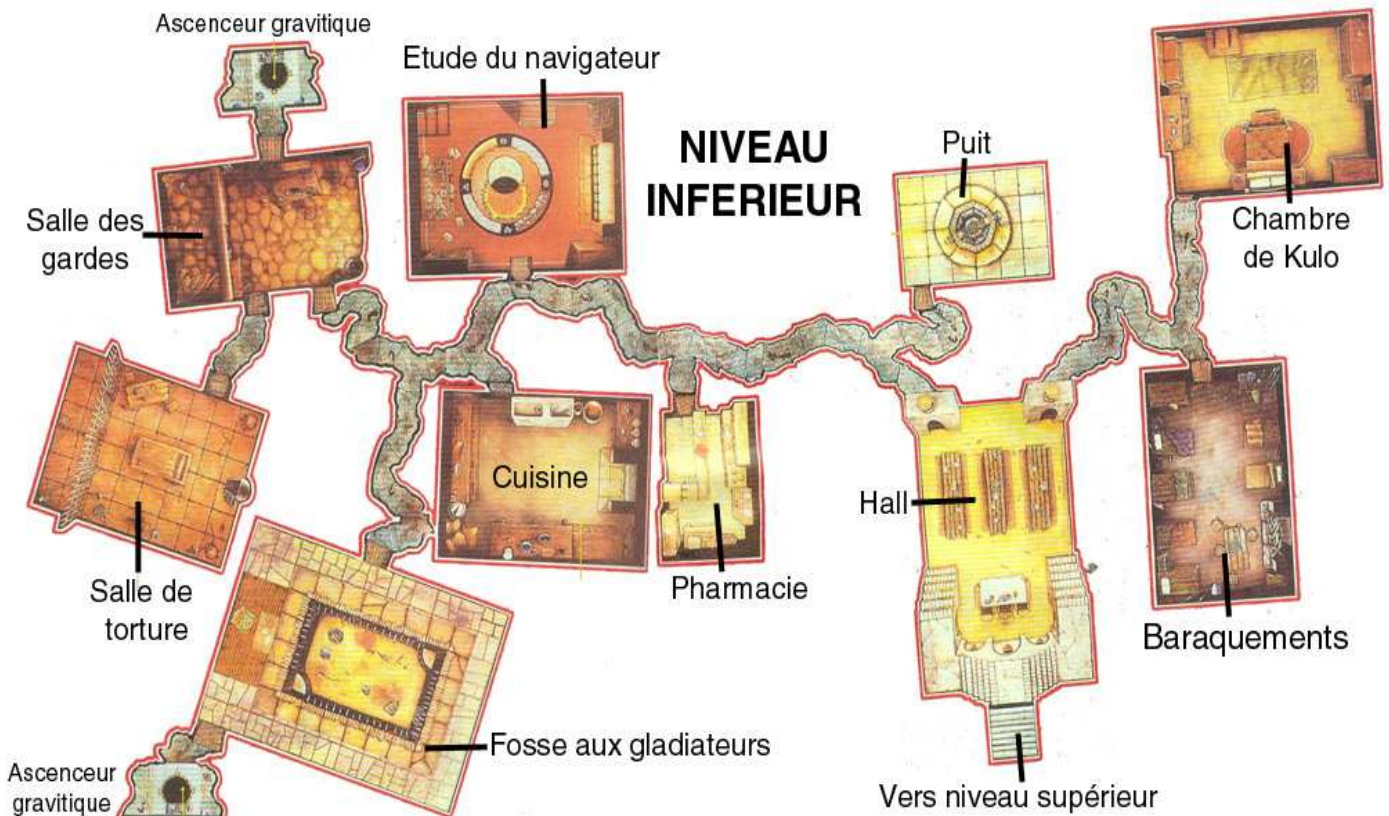 Ascenceur gravitique
Etude du navigateur
NIVEAU
INFERIEUR
Puit
Salle des
gardes
Chambre
de Kulo
Cuisine
Hall
Salle de
torture
Pharmacie
Baraquements
Fosse aux gladiateurs
Ascenceur
gravitique
Vers niveau supérieur